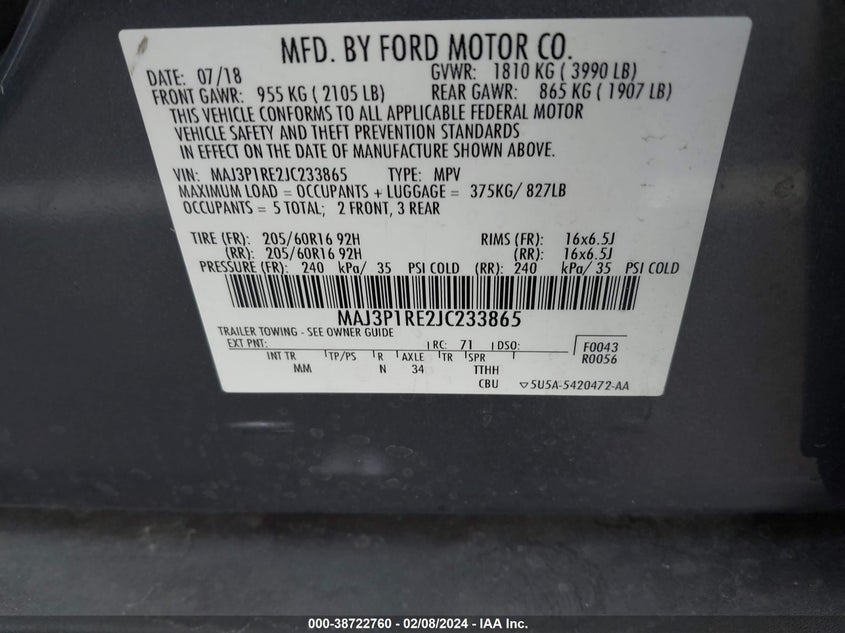 MFD. BY FORD MOTOR CO.
DATE: 07/18 GVWR: 1810 KG ( 3990 LB)
FRONT GAWR: 955 KG ( 2105 LB) REAR GAWR: 865 KG ( 1907 LB)
THIS VEHICLE CONFORMS TO ALL APPLICABLE FEDERAL MOTOR
VEHICLE SAFETY AND THEFT PREVENTION STANDARDS
IN EFFECT ON THE DATE OF MANUFACTURE SHOWN ABOVE.
VIN: MAJ3P1RE2JC233865 TYPE: MPV
MAXIMUM LOAD = OCCUPANTS + LUGGAGE = 375KG/ 827LB
OCCUPANTS = 5 TOTAL; 2 FRONT, 3 REAR
TIRE (FR): 205/60R16 92H RIMS (FR): 16x6.5J
(RR): 205/60R16 92H (RR): 16x6.5J
PRESSURE (FR): 240 kPa/ 35 PSI COLD (RR): 240 kPa/ 35 PSI COLD
MAJ3P1RE2JC233865
TRAILER TOWING - SEE OWNER GUIDE
EXT PNT: RC: 71 DSO: F0043
INT TR TP/PS R AXLE TR SPR R0056
MM N 34 TTHH
CBU ▽5U5A-5420472-AA
000-38722760 - 02/08/2024 - IAA Inc.